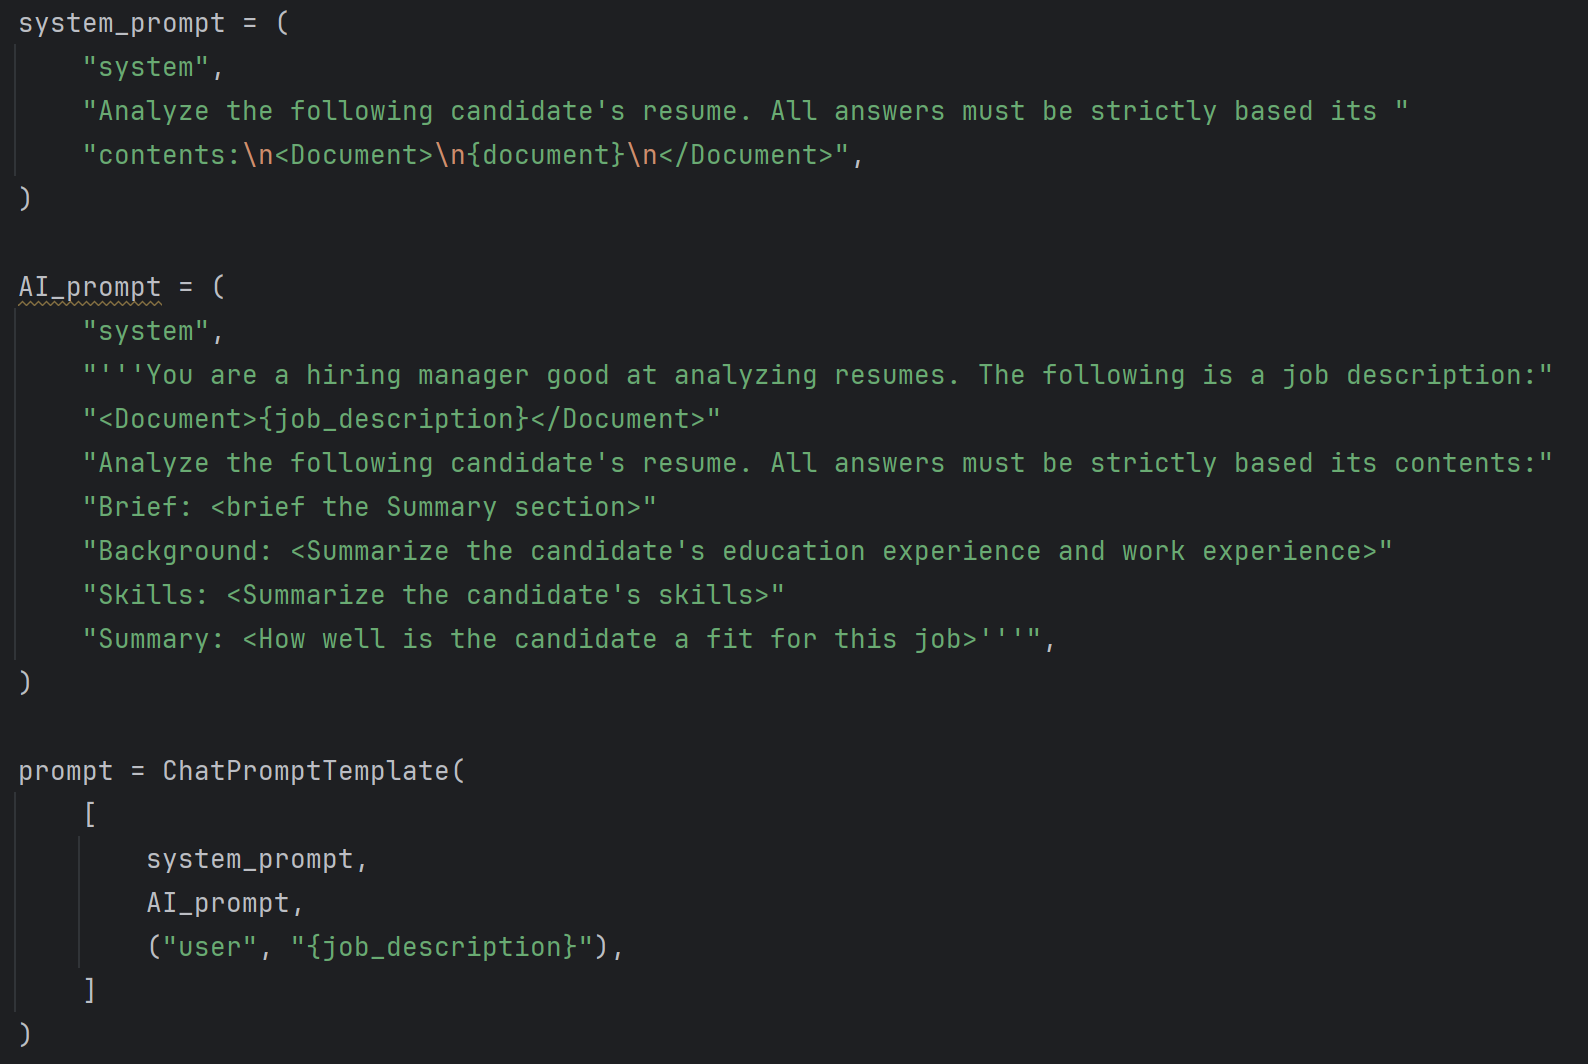 system_prompt = (
    "system",
    "Analyze the following candidate's resume. All answers must be strictly based its "
    "contents:\n<Document>\n{document}\n</Document>",
)
AI_prompt = (
    "system",
    "'''You are a hiring manager good at analyzing resumes. The following is a job description:"
    "<Document>{job_description}</Document>"
    "Analyze the following candidate's resume. All answers must be strictly based its contents:"
    "Brief: <brief the Summary section>"
    "Background: <Summarize the candidate's education experience and work experience>"
    "Skills: <Summarize the candidate's skills>"
    "Summary: <How well is the candidate a fit for this job>'''",
)
prompt = ChatPromptTemplate(
    [
        system_prompt,
        AI_prompt,
        ("user", "{job_description}"),
    ]
)